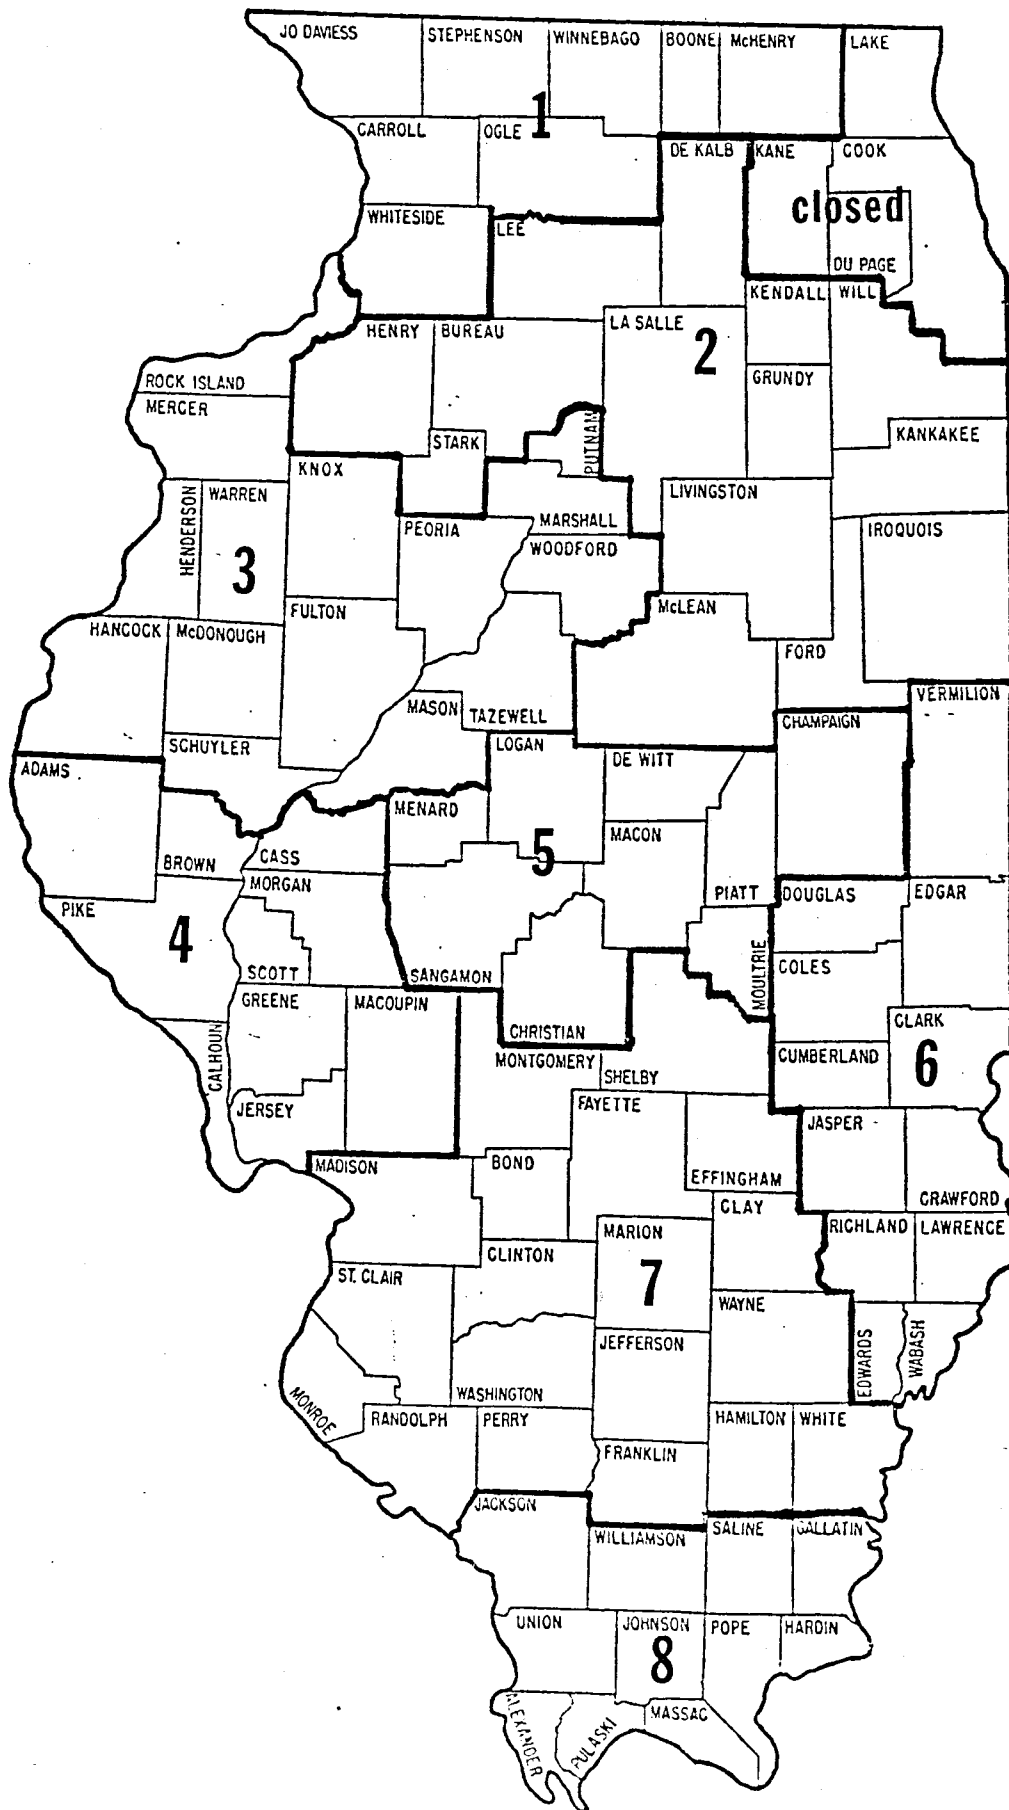 JO DAVIESS
STEPHENSON
WINNEBAGO
BOONE
McHENRY
LAKE
1
CARROLL
OGLE
DE KALB
KANE
COOK
closed
WHITESIDE
LEE
DU PAGE
KENDALL
WILL
HENRY
BUREAU
LA SALLE
2
GRUNDY
ROCK ISLAND
MERCER
STARK
PUTNAM
KANKAKEE
KNOX
WARREN
HENDERSON
LIVINGSTON
PEORIA
MARSHALL
IROQUOIS
WOODFORD
3
McLEAN
FULTON
HANCOCK
McDONOUGH
FORD
VERMILION
MASON
TAZEWELL
CHAMPAIGN
SCHUYLER
LOGAN
DE WITT
ADAMS
MENARD
MACON
5
BROWN
CASS
MORGAN
PIATT
DOUGLAS
EDGAR
PIKE
4
SCOTT
SANGAMON
MOULTRIE
COLES
GREENE
MACOUPIN
CLARK
CHRISTIAN
CALHOUN
MONTGOMERY
SHELBY
CUMBERLAND
6
JERSEY
FAYETTE
JASPER
MADISON
BOND
EFFINGHAM
CLAY
CRAWFORD
MARION
RICHLAND
LAWRENCE
CLINTON
ST. CLAIR
7
WAYNE
JEFFERSON
EDWARDS
WABASH
MONROE
WASHINGTON
RANDOLPH
PERRY
HAMILTON
WHITE
FRANKLIN
JACKSON
WILLIAMSON
SALINE
GALLATIN
UNION
JOHNSON
POPE
HARDIN
8
ALEXANDER
PULASKI
MASSAC